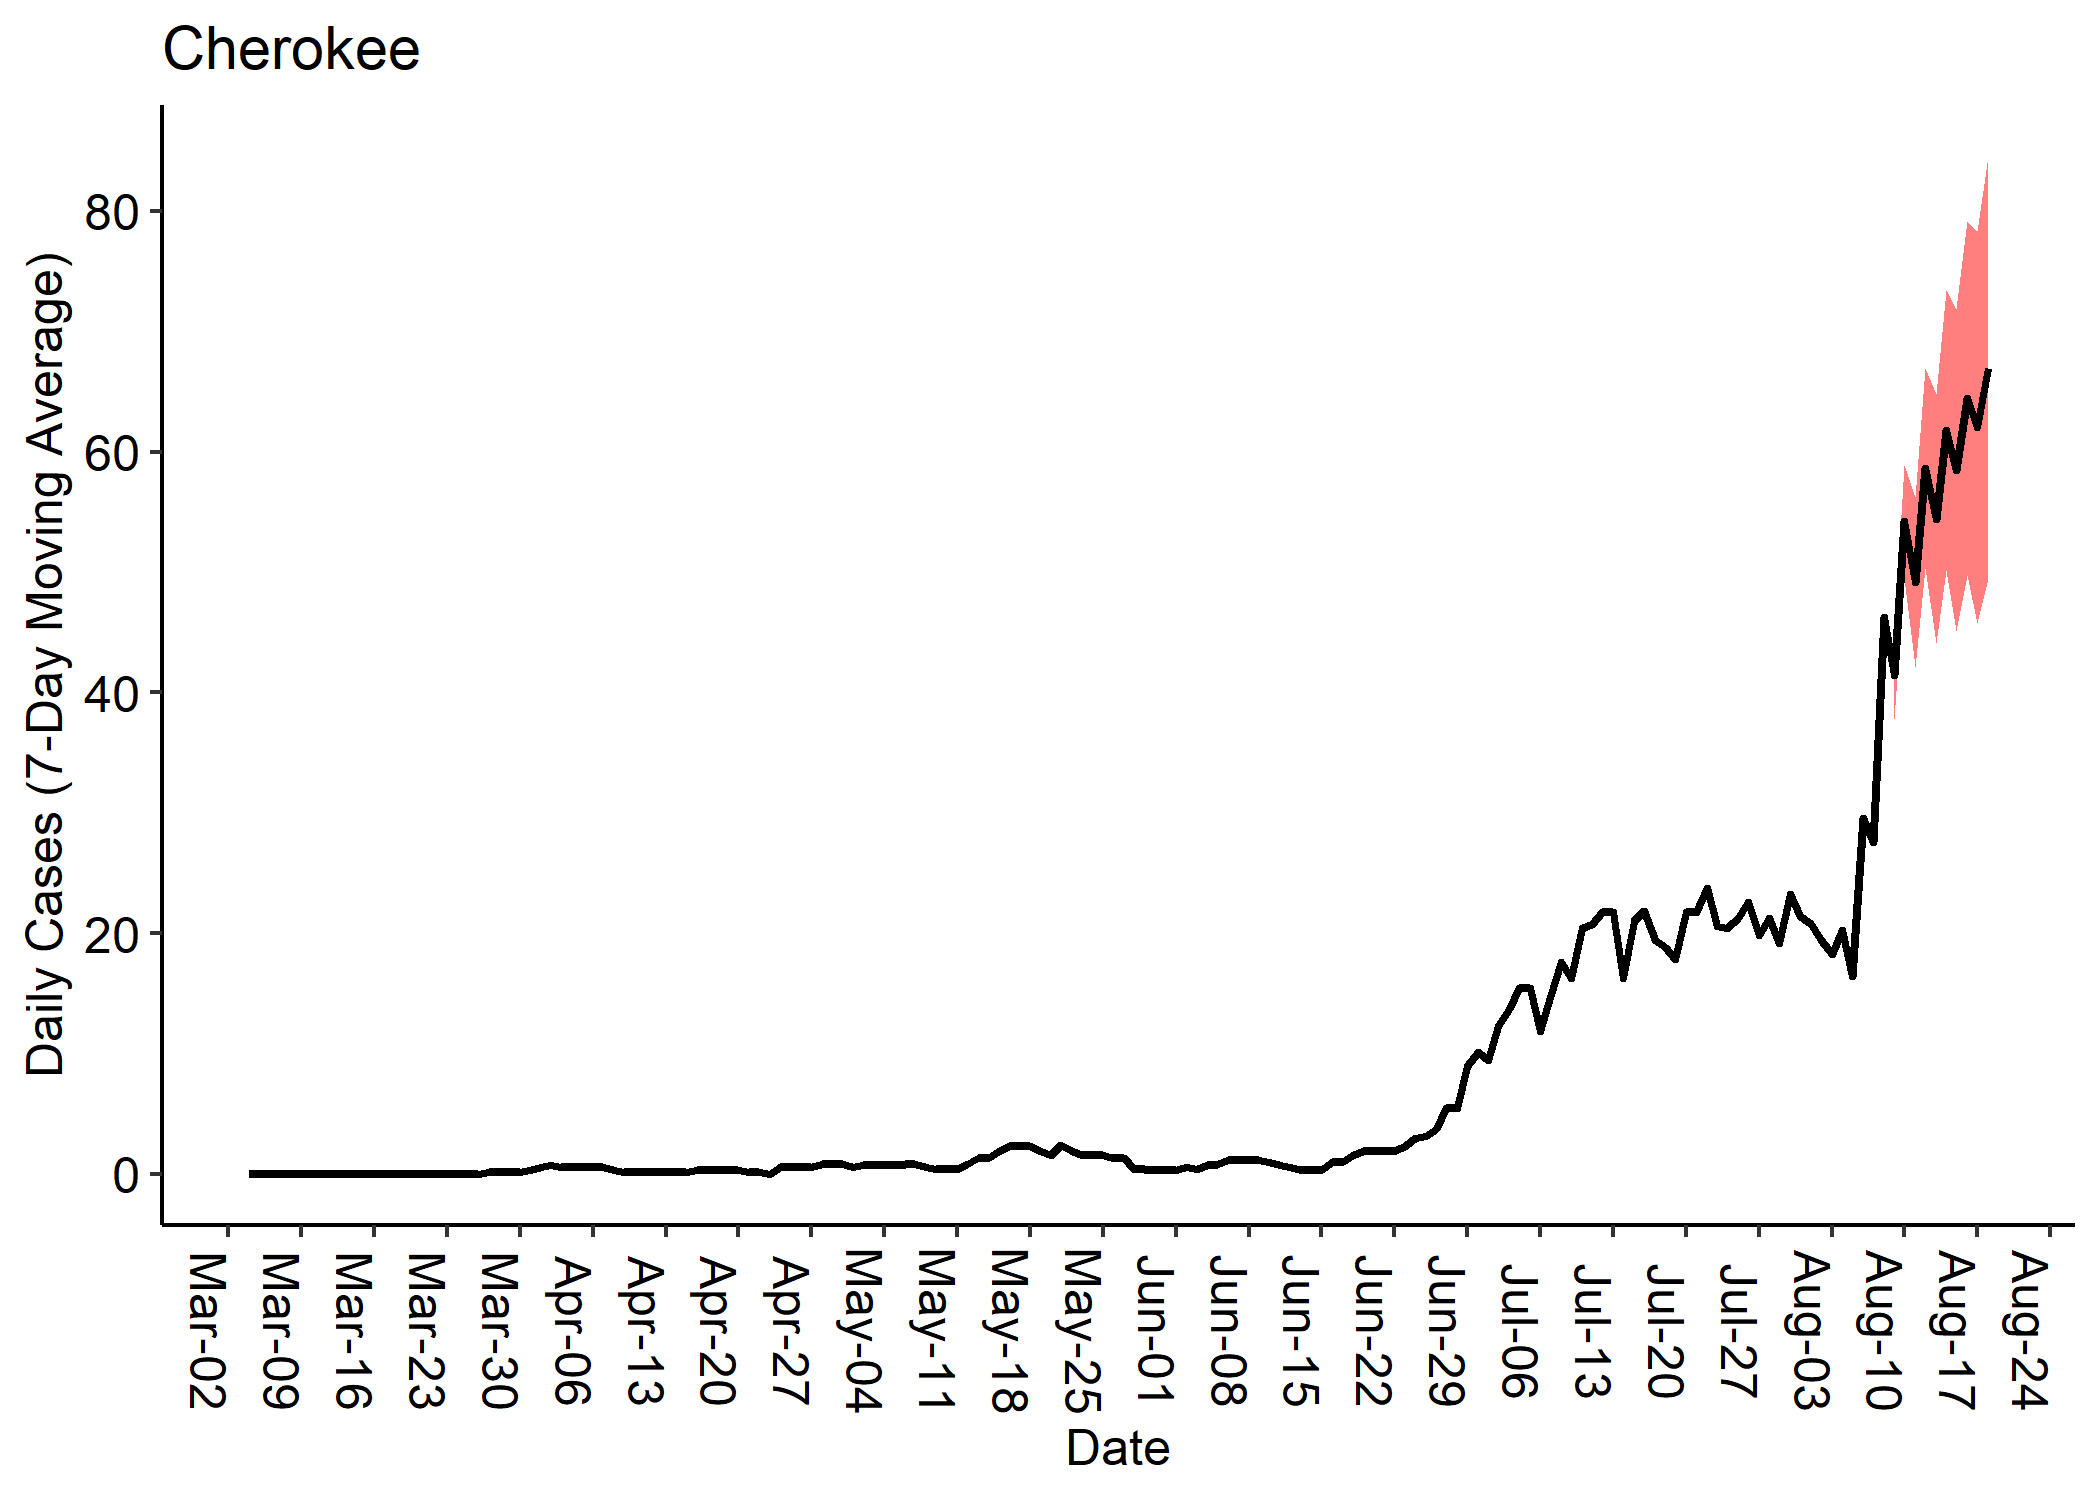 Cherokee
Daily Cases (7-Day Moving Average)
80
60
40
20
0
Mar-02
Mar-09
Mar-16
Mar-23
Mar-30
Apr-06
Apr-13
Apr-20
Apr-27
May-04
May-11
May-18
May-25
Jun-01
Jun-08
Jun-15
Jun-22
Jun-29
Jul-06
Jul-13
Jul-20
Jul-27
Aug-03
Aug-10
Aug-17
Aug-24
Date